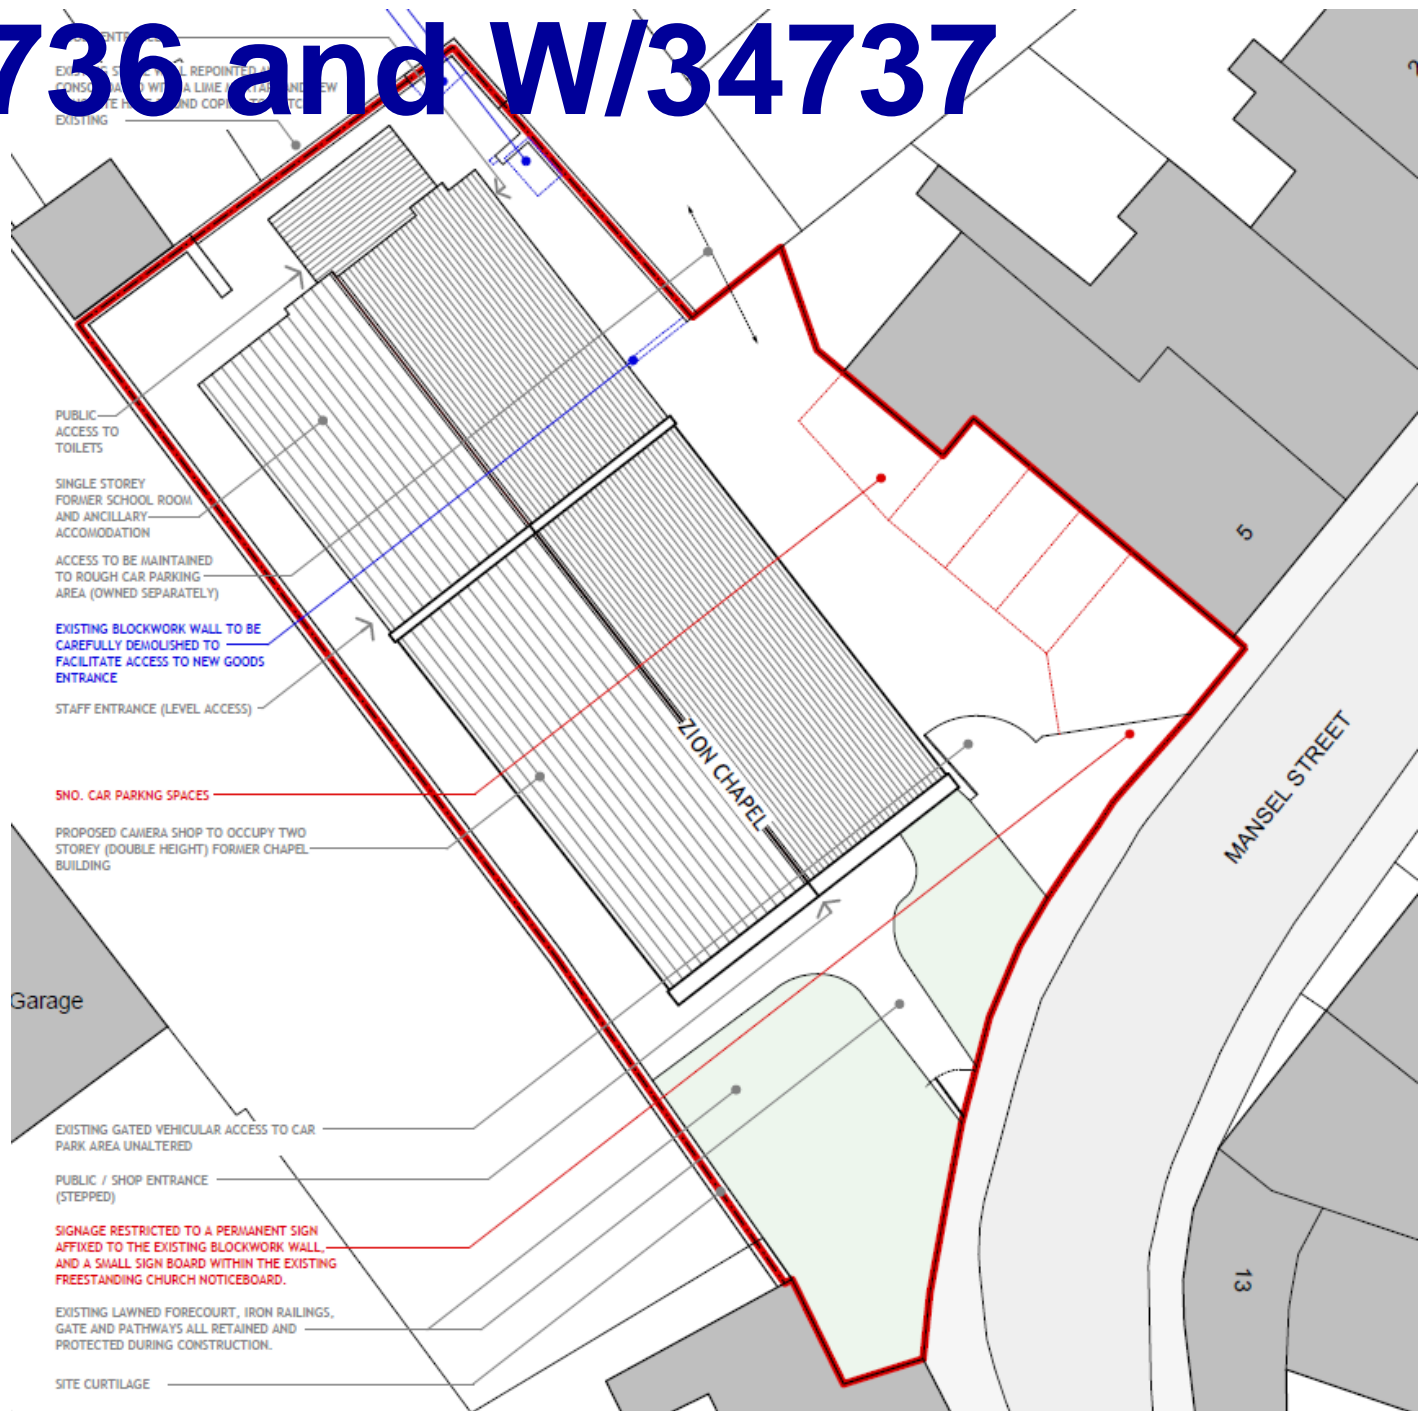 736 and W/34737
EXISTING
PUBLIC
ACCESS TO
TOILETS
SINGLE STOREY
FORMER SCHOOL ROOM
AND ANCILLARY
ACCOMODATION
ACCESS TO BE MAINTAINED
TO ROUGH CAR PARKING
AREA (OWNED SEPARATELY)
EXISTING BLOCKWORK WALL TO BE
CAREFULLY DEMOLISHED TO
FACILITATE ACCESS TO NEW GOODS
ENTRANCE
STAFF ENTRANCE (LEVEL ACCESS)
5NO. CAR PARKNG SPACES
PROPOSED CAMERA SHOP TO OCCUPY TWO
STOREY (DOUBLE HEIGHT) FORMER CHAPEL
BUILDING
ZION CHAPEL
MANSEL STREET
5
2
Garage
13
EXISTING GATED VEHICULAR ACCESS TO CAR
PARK AREA UNALTERED
PUBLIC / SHOP ENTRANCE
(STEPPED)
SIGNAGE RESTRICTED TO A PERMANENT SIGN
AFFIXED TO THE EXISTING BLOCKWORK WALL,
AND A SMALL SIGN BOARD WITHIN THE EXISTING
FREESTANDING CHURCH NOTICEBOARD.
EXISTING LAWNED FORECOURT, IRON RAILINGS,
GATE AND PATHWAYS ALL RETAINED AND
PROTECTED DURING CONSTRUCTION.
SITE CURTILAGE